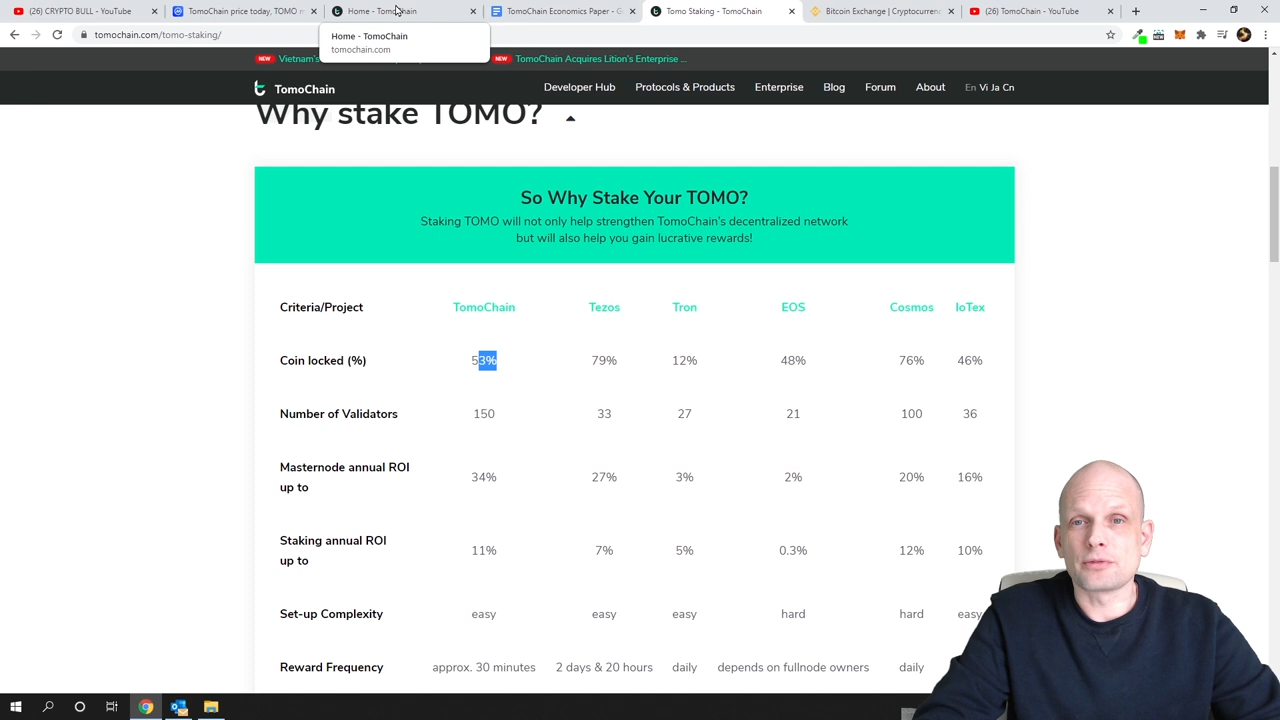 (26) CRYPTO BULL - YouTube
TomoChain price today, TOMO m
Home - TomoChain
TomoChain Economics Paper - G
Tomo Staking - TomoChain
Bitcoin Exchange | Cryptocurrenc
(26) TomoChain - YouTube
tomochain.com/tomo-staking/
Home - TomoChain
tomochain.com
NEW Vietnam's
NEW TomoChain Acquires Lition's Enterprise ...
TomoChain
Developer Hub Protocols & Products Enterprise Blog Forum About En Vi Ja Cn
Why stake TOMO?
So Why Stake Your TOMO?
Staking TOMO will not only help strengthen TomoChain's decentralized network
but will also help you gain lucrative rewards!
Criteria/Project TomoChain Tezos Tron EOS Cosmos IoTex
Coin locked (%) 53% 79% 12% 48% 76% 46%
Number of Validators 150 33 27 21 100 36
Masternode annual ROI
up to 34% 27% 3% 2% 20% 16%
Staking annual ROI
up to 11% 7% 5% 0.3% 12% 10%
Set-up Complexity easy easy easy hard hard easy
Reward Frequency approx. 30 minutes 2 days & 20 hours daily depends on fullnode owners daily